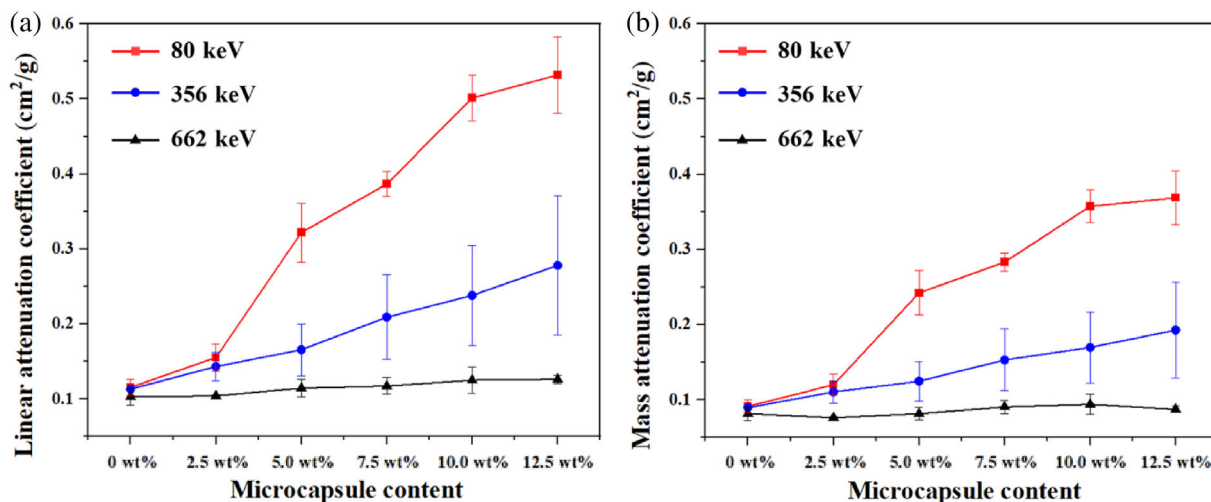 (a)
Linear attenuation coefficient (cm²/g)
0.6
0.5
0.4
0.3
0.2
0.1
80 keV
356 keV
662 keV
0 wt%
2.5 wt%
5.0 wt%
7.5 wt%
10.0 wt%
12.5 wt%
Microcapsule content
(b)
Mass attenuation coefficient (cm²/g)
0.6
0.5
0.4
0.3
0.2
0.1
80 keV
356 keV
662 keV
0 wt%
2.5 wt%
5.0 wt%
7.5 wt%
10.0 wt%
12.5 wt%
Microcapsule content